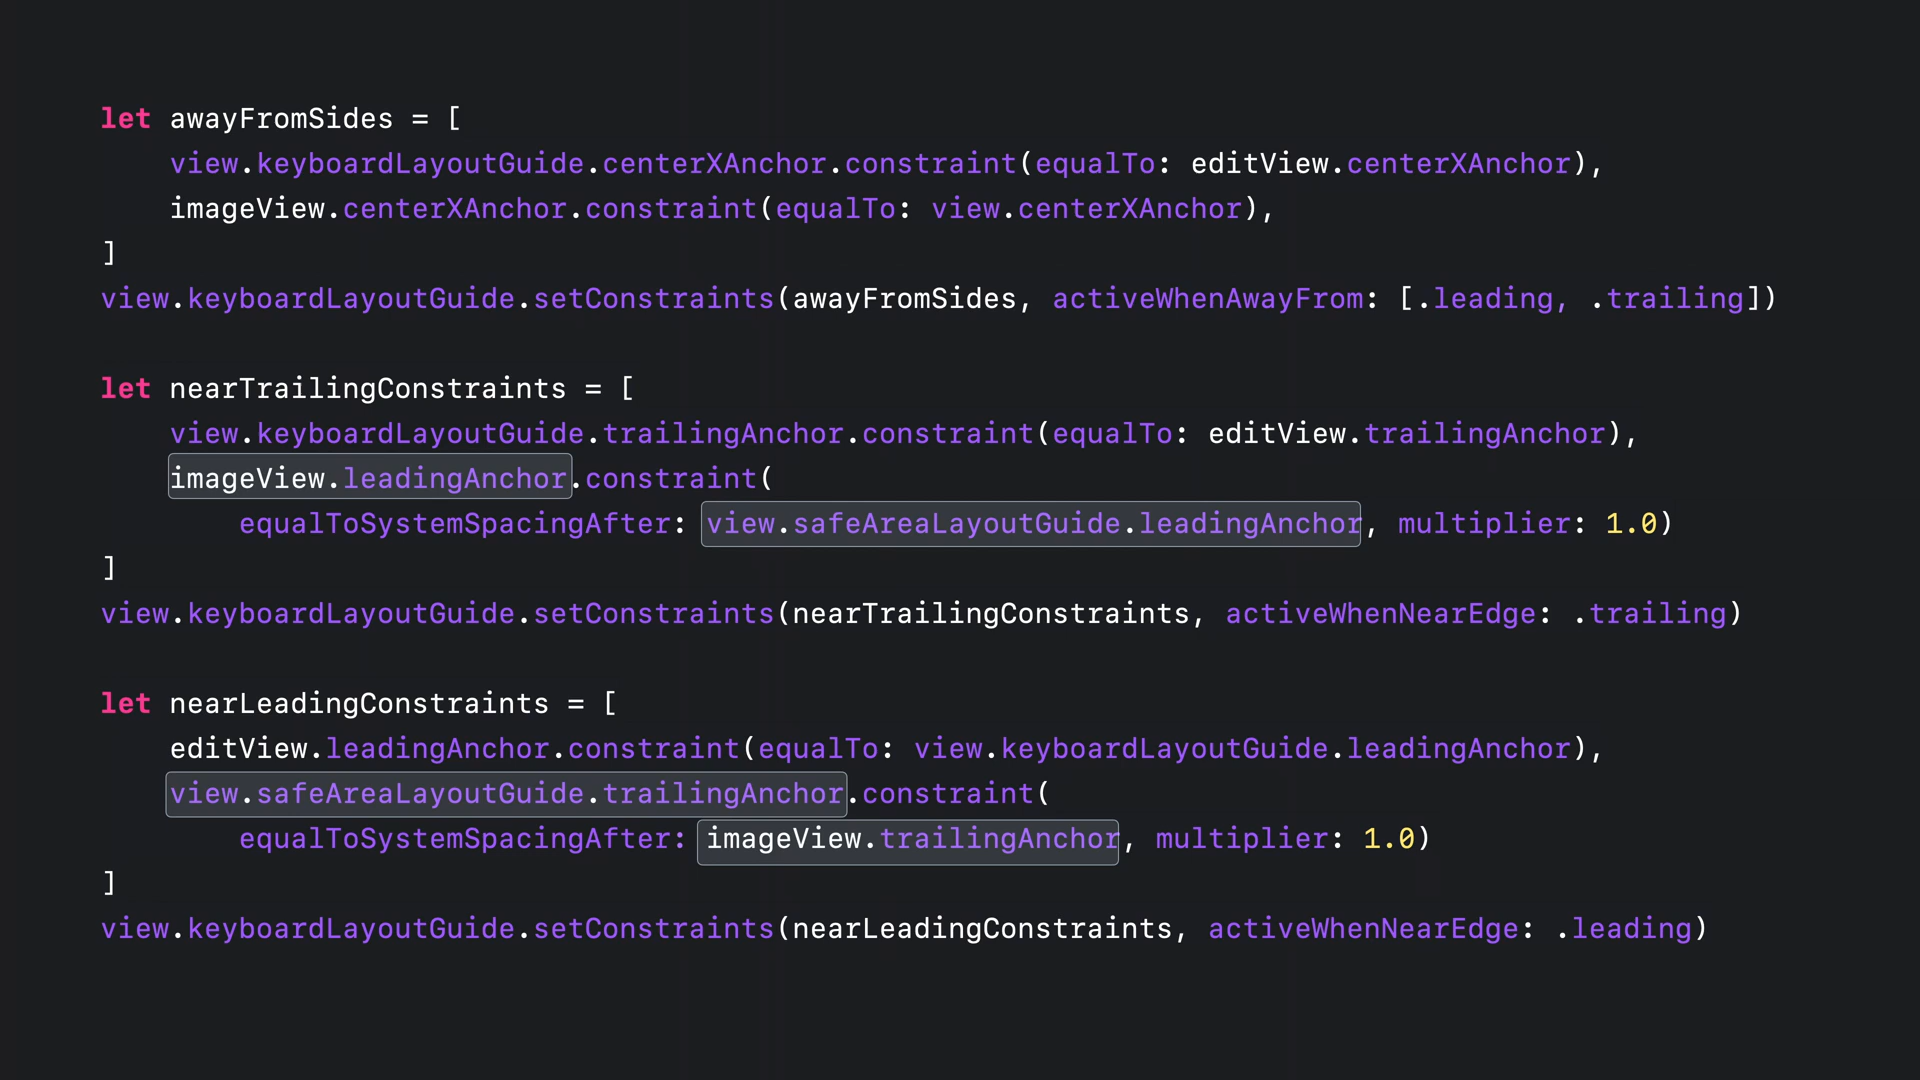 let awayFromSides = [
view.keyboardLayoutGuide.centerXAnchor.constraint(equalTo: editView.centerXAnchor),
imageView.centerXAnchor.constraint(equalTo: view.centerXAnchor),
]
view.keyboardLayoutGuide.setConstraints(awayFromSides, activeWhenAwayFrom: [.leading, .trailing])
let nearTrailingConstraints = [
view.keyboardLayoutGuide.trailingAnchor.constraint(equalTo: editView.trailingAnchor),
imageView.leadingAnchor.constraint(
equalToSystemSpacingAfter: view.safeAreaLayoutGuide.leadingAnchor, multiplier: 1.0)
]
view.keyboardLayoutGuide.setConstraints(nearTrailingConstraints, activeWhenNearEdge: .trailing)
let nearLeadingConstraints = [
editView.leadingAnchor.constraint(equalTo: view.keyboardLayoutGuide.leadingAnchor),
view.safeAreaLayoutGuide.trailingAnchor.constraint(
equalToSystemSpacingAfter: imageView.trailingAnchor, multiplier: 1.0)
]
view.keyboardLayoutGuide.setConstraints(nearLeadingConstraints, activeWhenNearEdge: .leading)